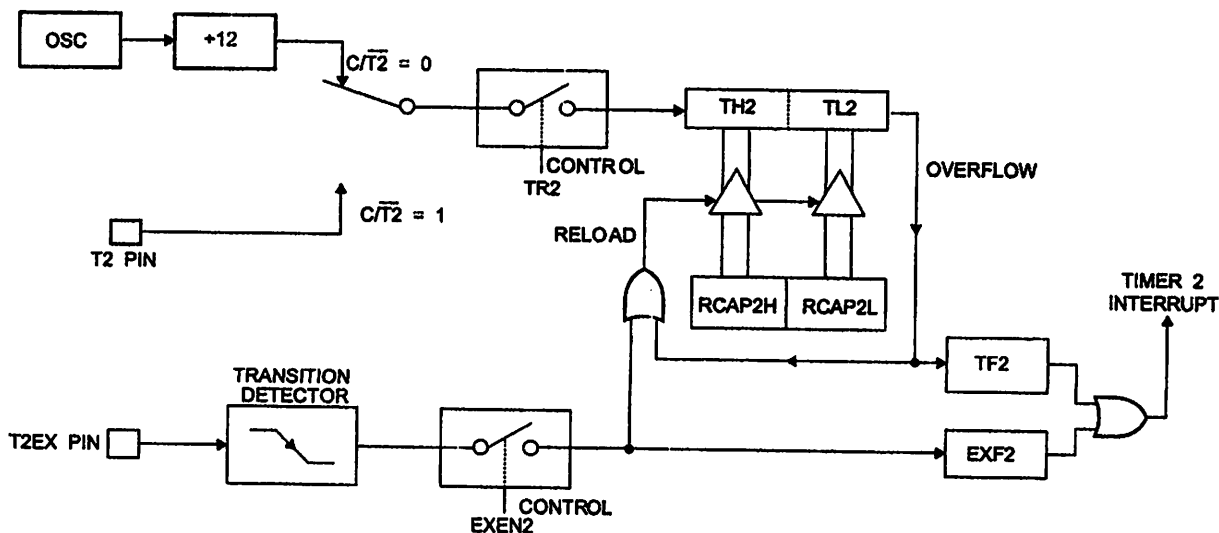 OSC
+12
C/T2 = 0
TH2
TL2
CONTROL
TR2
OVERFLOW
C/T2 = 1
T2 PIN
RELOAD
RCAP2H
RCAP2L
TIMER 2
INTERRUPT
TF2
TRANSITION
DETECTOR
T2EX PIN
EXF2
CONTROL
EXEN2